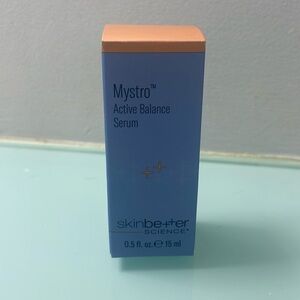 Mystro™
Active Balance
Serum
skinbetter
SCIENCE®
0.5 fl. oz. ℮ 15 ml